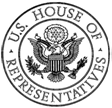 U.S. HOUSE OF
REPRESENTATIVES